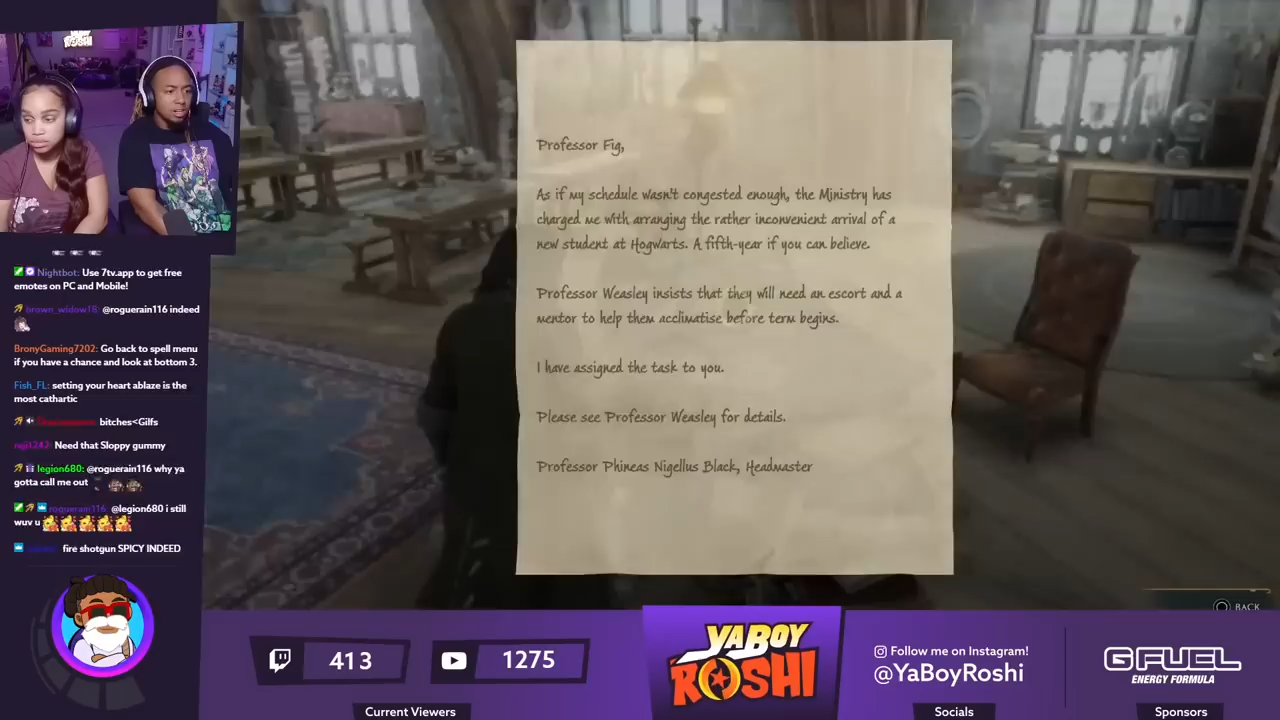 YABOY
ROSHI
Professor Fig,
As if my schedule wasn't congested enough, the Ministry has
charged me with arranging the rather inconvenient arrival of a
new student at Hogwarts. A fifth-year if you can believe.
Professor Weasley insists that they will need an escort and a
mentor to help them acclimatise before term begins.
I have assigned the task to you.
Please see Professor Weasley for details.
Professor Phineas Nigellus Black, Headmaster
BACK
Nightbot: Use 7tv.app to get free
emotes on PC and Mobile!
brown_widow18: @roguerain116 indeed
BronyGaming7202: Go back to spell menu
if you have a chance and look at bottom 3.
Fish_FL: setting your heart ablaze is the
most cathartic
bitches<Gilfs
Need that Sloppy gummy
legion680: @roguerain116 why ya
gotta call me out
roguerain116: @legion680 i still
wuv u
fire shotgun SPICY INDEED
413
1275
Current Viewers
YABOY
ROSHI
Follow me on Instagram!
@YaBoyRoshi
Socials
G FUEL
ENERGY FORMULA
Sponsors